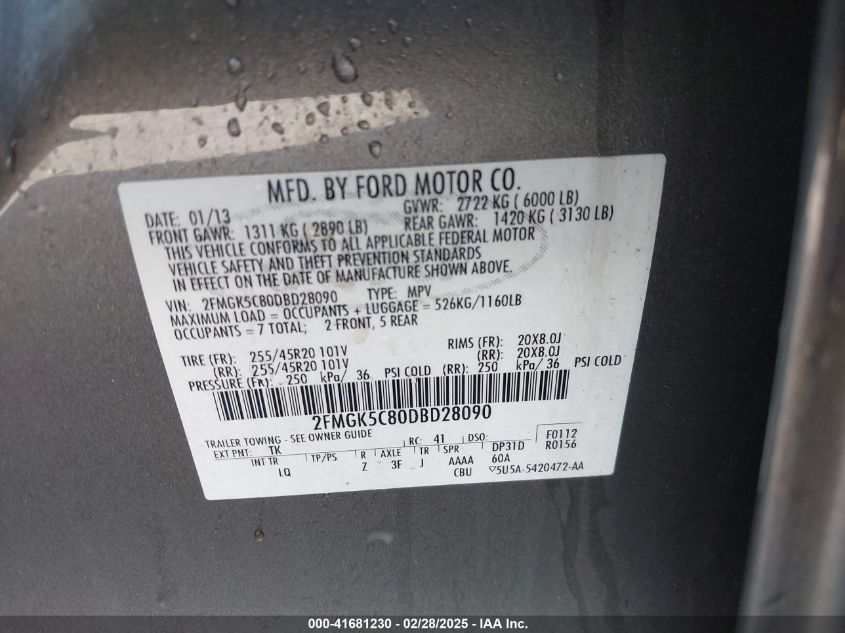 MFD. BY FORD MOTOR CO.
DATE: 01/13 GVWR: 2722 KG ( 6000 LB)
FRONT GAWR: 1311 KG ( 2890 LB) REAR GAWR: 1420 KG ( 3130 LB)
THIS VEHICLE CONFORMS TO ALL APPLICABLE FEDERAL MOTOR
VEHICLE SAFETY AND THEFT PREVENTION STANDARDS
IN EFFECT ON THE DATE OF MANUFACTURE SHOWN ABOVE.
VIN: 2FMGK5C80DBD28090 TYPE: MPV
MAXIMUM LOAD = OCCUPANTS + LUGGAGE = 526KG/1160LB
OCCUPANTS = 7 TOTAL; 2 FRONT, 5 REAR
TIRE (FR): 255/45R20 101V RIMS (FR): 20X8.0J
(RR): 255/45R20 101V (RR): 20X8.0J
PRESSURE (FR): 250 kPa/ 36 PSI COLD (RR): 250 kPa/ 36 PSI COLD
2FMGK5C80DBD28090
TRAILER TOWING - SEE OWNER GUIDE
EXT PNT: TK RC: 41 DSO: F0112
R0156
INT TR TP/PS R AXLE TR SPR DP31D
LQ Z 3F J AAAA 60A
CBU 5U5A-5420472-AA
000-41681230 - 02/28/2025 - IAA Inc.